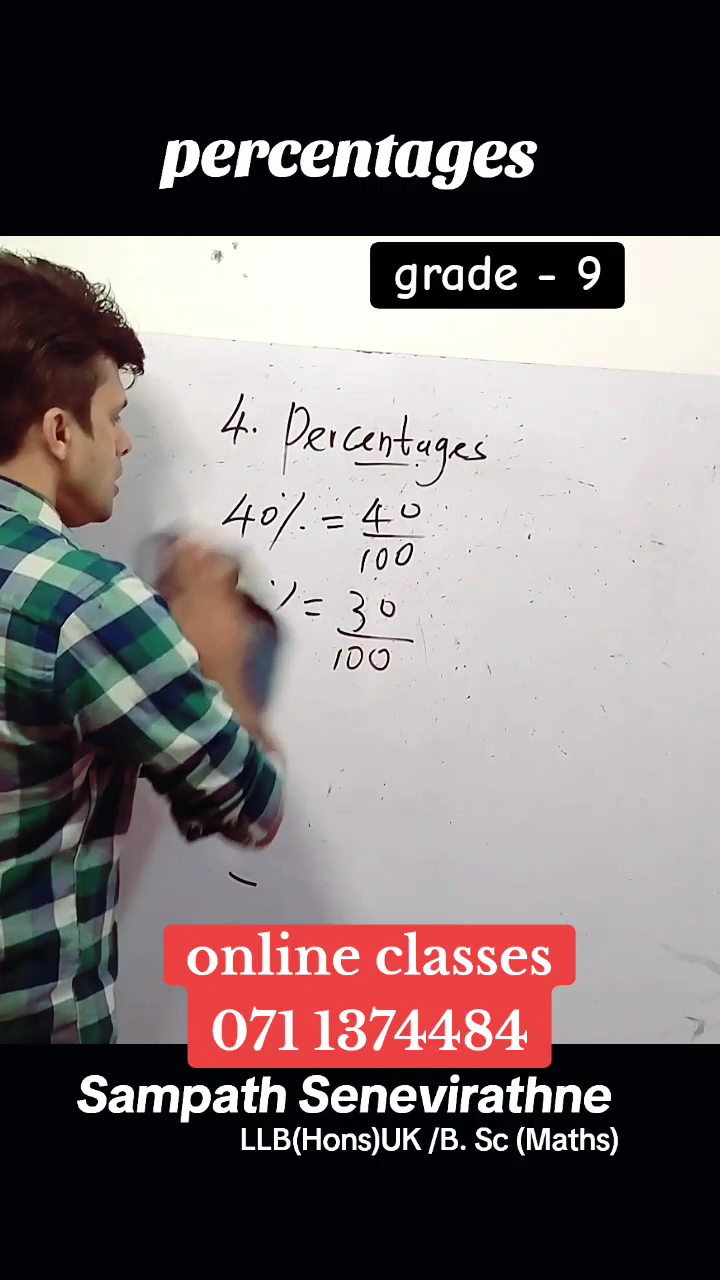 percentages
grade - 9
4. Percentages
40% = 40
100
% = 30
100
online classes
071 1374484
Sampath Senevirathne
LLB(Hons)UK /B. Sc (Maths)